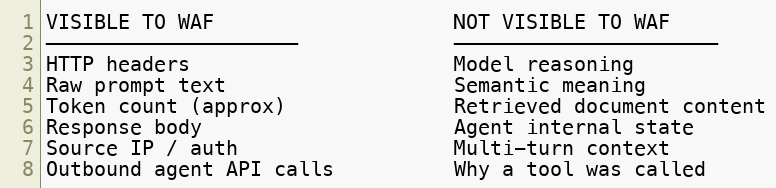 1 VISIBLE TO WAF NOT VISIBLE TO WAF
2 ───────────────────── ──────────────────────
3 HTTP headers Model reasoning
4 Raw prompt text Semantic meaning
5 Token count (approx) Retrieved document content
6 Response body Agent internal state
7 Source IP / auth Multi-turn context
8 Outbound agent API calls Why a tool was called